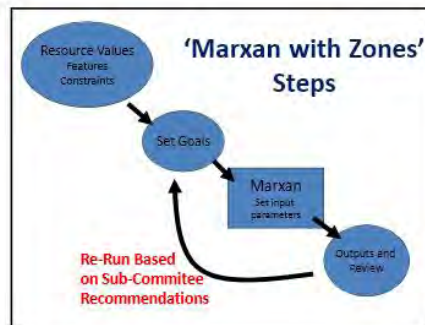 'Marxan with Zones'
Steps
Resource Values
Features
Constraints
Set Goals
Marxan
Set input
parameters
Outputs and
Review
Re-Run Based
on Sub-Commitee
Recommendations